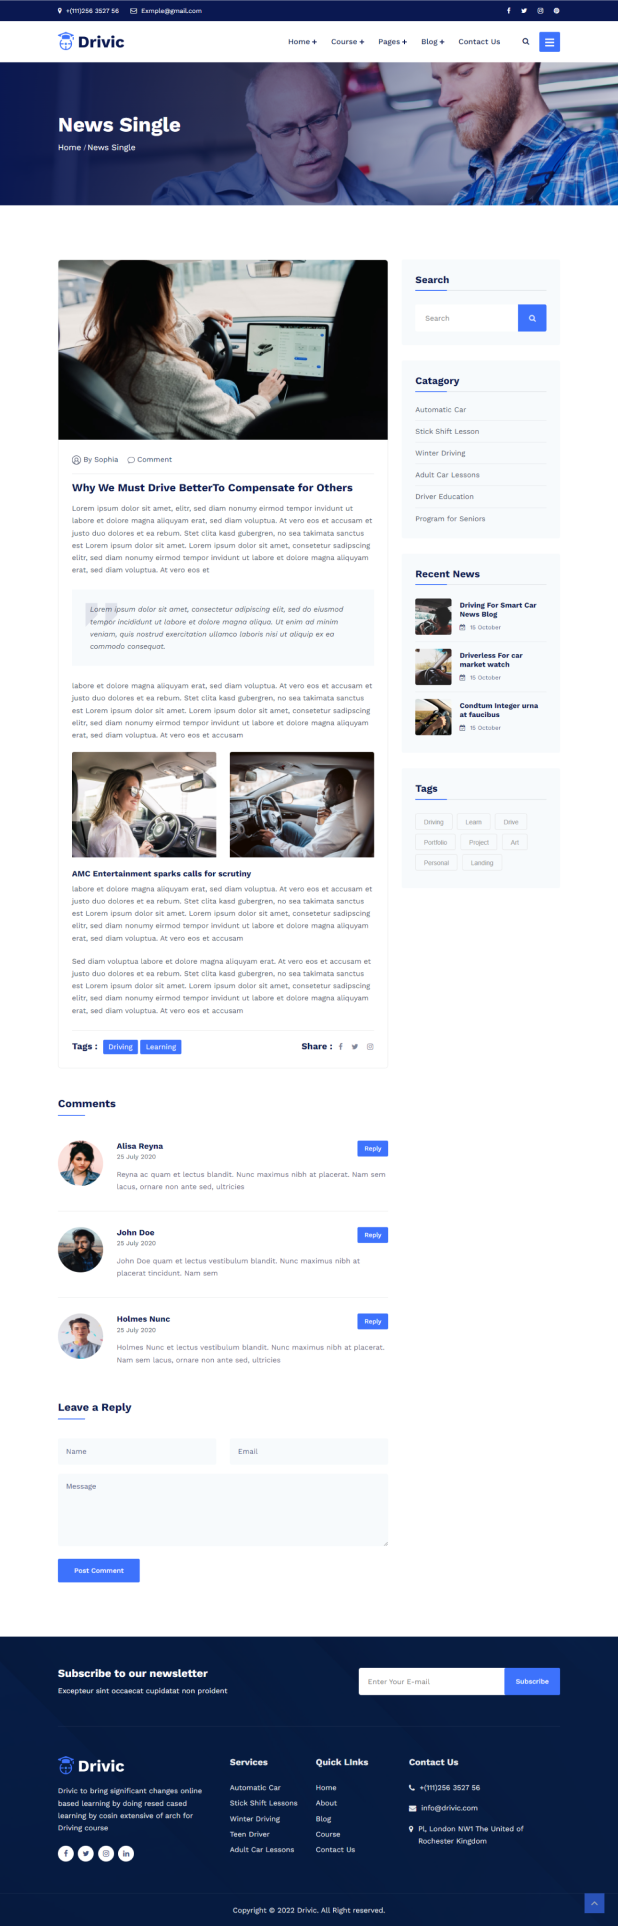 +(111)256 3527 56 Exmple@gmail.com
Drivic Home + Course + Pages + Blog + Contact Us
News Single
Home / News Single
By Sophia Comment
Why We Must Drive BetterTo Compensate for Others
Lorem ipsum dolor sit amet, elitr, sed diam nonumy eirmod tempor invidunt ut
labore et dolore magna aliquyam erat, sed diam voluptua. At vero eos et accusam et
justo duo dolores et ea rebum. Stet clita kasd gubergren, no sea takimata sanctus
est Lorem ipsum dolor sit amet. Lorem ipsum dolor sit amet, consetetur sadipscing
elitr, sed diam nonumy eirmod tempor invidunt ut labore et dolore magna aliquyam
erat, sed diam voluptua. At vero eos et
Lorem ipsum dolor sit amet, consectetur adipiscing elit, sed do eiusmod
tempor incididunt ut labore et dolore magna aliqua. Ut enim ad minim
veniam, quis nostrud exercitation ullamco laboris nisi ut aliquip ex ea
commodo consequat.
labore et dolore magna aliquyam erat, sed diam voluptua. At vero eos et accusam et
justo duo dolores et ea rebum. Stet clita kasd gubergren, no sea takimata sanctus
est Lorem ipsum dolor sit amet. Lorem ipsum dolor sit amet, consetetur sadipscing
elitr, sed diam nonumy eirmod tempor invidunt ut labore et dolore magna aliquyam
erat, sed diam voluptua. At vero eos et accusam
AMC Entertainment sparks calls for scrutiny
labore et dolore magna aliquyam erat, sed diam voluptua. At vero eos et accusam et
justo duo dolores et ea rebum. Stet clita kasd gubergren, no sea takimata sanctus
est Lorem ipsum dolor sit amet. Lorem ipsum dolor sit amet, consetetur sadipscing
elitr, sed diam nonumy eirmod tempor invidunt ut labore et dolore magna aliquyam
erat, sed diam voluptua. At vero eos et accusam
Sed diam voluptua labore et dolore magna aliquyam erat. At vero eos et accusam et
justo duo dolores et ea rebum. Stet clita kasd gubergren, no sea takimata sanctus
est Lorem ipsum dolor sit amet. Lorem ipsum dolor sit amet, consetetur sadipscing
elitr, sed diam nonumy eirmod tempor invidunt ut labore et dolore magna aliquyam
erat, sed diam voluptua. At vero eos et accusam
Tags : Driving Learning Share :
Search
Search
Catagory
Automatic Car
Stick Shift Lesson
Winter Driving
Adult Car Lessons
Driver Education
Program for Seniors
Recent News
Driving For Smart Car
News Blog
15 October
Driverless For car
market watch
15 October
Condtum Integer urna
at faucibus
15 October
Tags
Driving Learn Drive
Portfolio Project Art
Personal Landing
Comments
Alisa Reyna Reply
25 July 2020
Reyna ac quam et lectus blandit. Nunc maximus nibh at placerat. Nam sem
lacus, ornare non ante sed, ultricies
John Doe Reply
25 July 2020
John Doe quam et lectus vestibulum blandit. Nunc maximus nibh at
placerat tincidunt. Nam sem
Holmes Nunc Reply
25 July 2020
Holmes Nunc et lectus vestibulum blandit. Nunc maximus nibh at placerat.
Nam sem lacus, ornare non ante sed, ultricies
Leave a Reply
Name Email
Message
Post Comment
Subscribe to our newsletter
Excepteur sint occaecat cupidatat non proident
Enter Your E-mail Subscribe
Drivic
Drivic to bring significant changes online
based learning by doing resed cased
learning by cosin extensive of arch for
Driving course
Services
Automatic Car
Stick Shift Lessons
Winter Driving
Teen Driver
Adult Car Lessons
Quick LInks
Home
About
Blog
Course
Contact Us
Contact Us
+(111)256 3527 56
info@drivic.com
Pl, London NW1 The United of
Rochester Kingdom
Copyright © 2022 Drivic. All Right reserved.